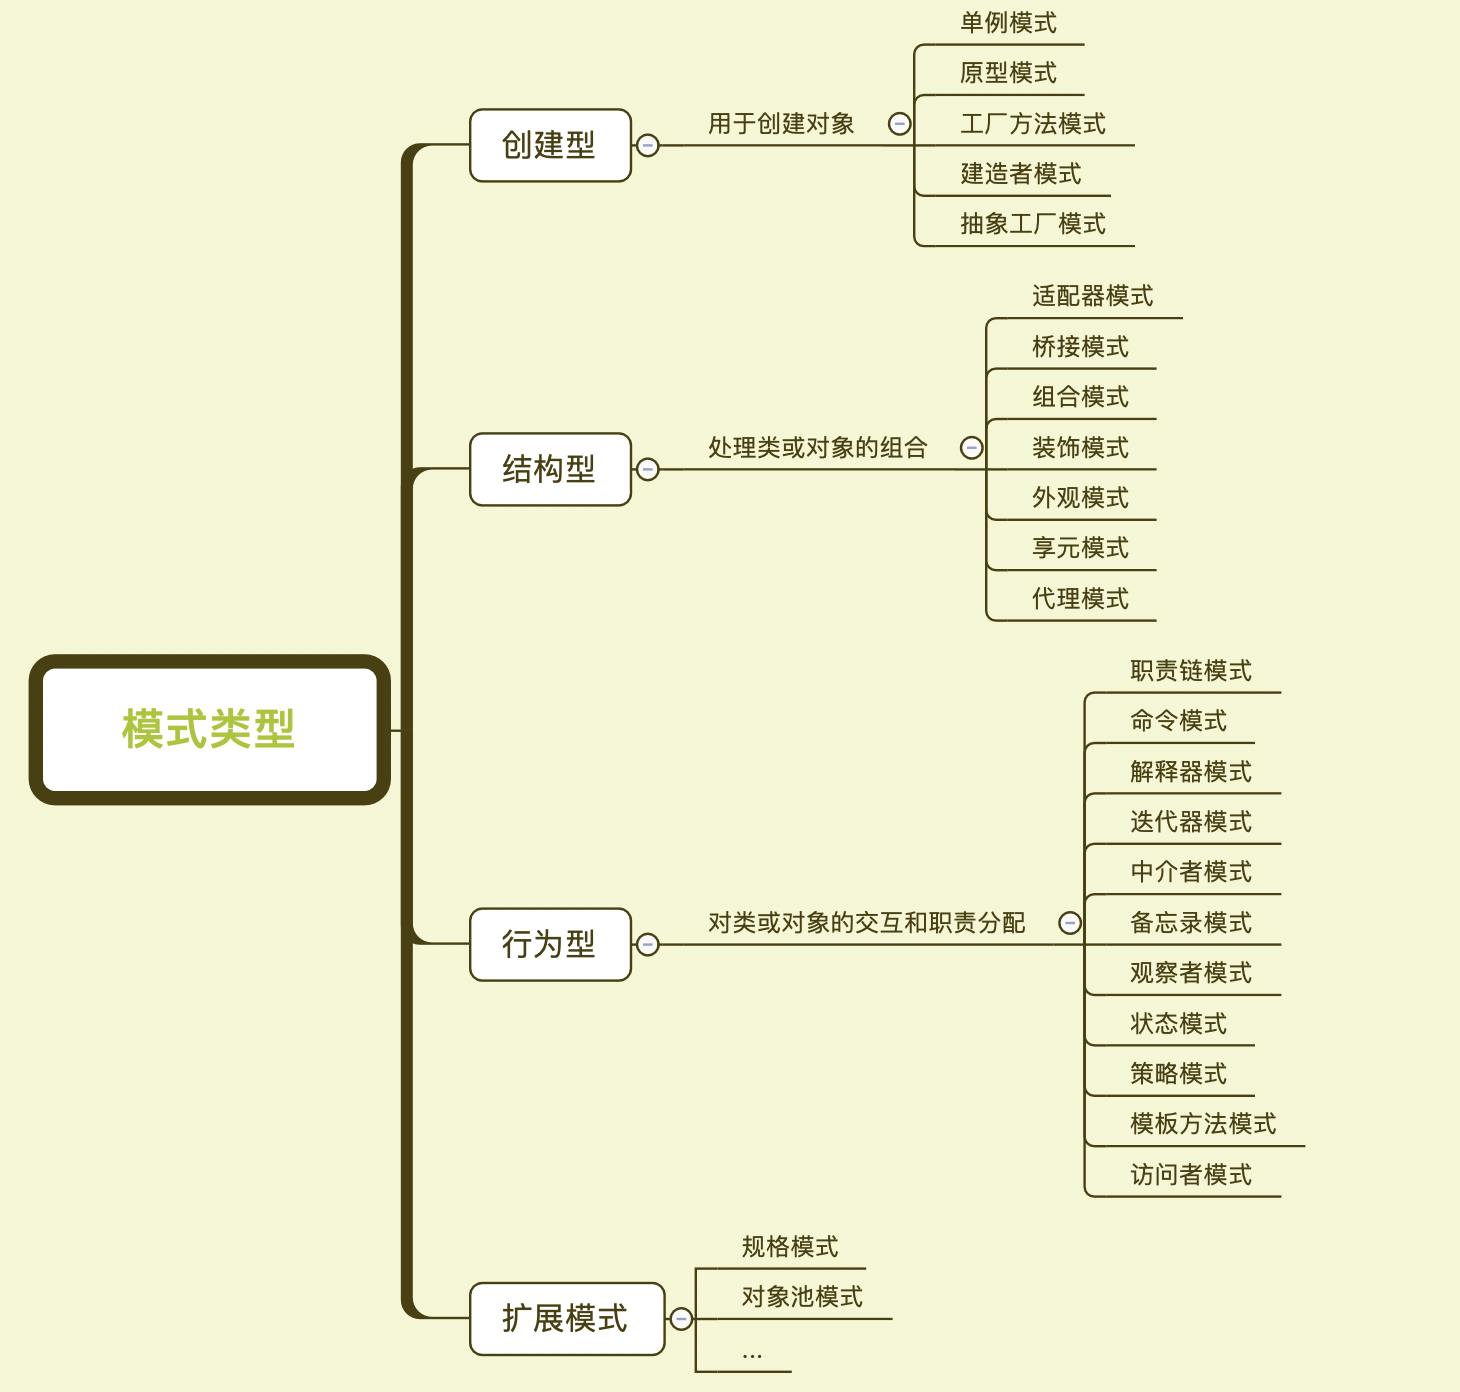 模式类型
创建型
用于创建对象
单例模式
原型模式
工厂方法模式
建造者模式
抽象工厂模式
结构型
处理类或对象的组合
适配器模式
桥接模式
组合模式
装饰模式
外观模式
享元模式
代理模式
行为型
对类或对象的交互和职责分配
职责链模式
命令模式
解释器模式
迭代器模式
中介者模式
备忘录模式
观察者模式
状态模式
策略模式
模板方法模式
访问者模式
扩展模式
规格模式
对象池模式
...